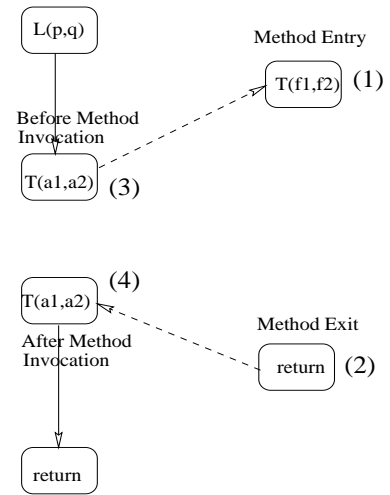 L(p,q)
Method Entry
T(f1,f2)
(1)
Before Method
Invocation
T(a1,a2)
(3)
(4)
T(a1,a2)
Method Exit
After Method
Invocation
return
(2)
return